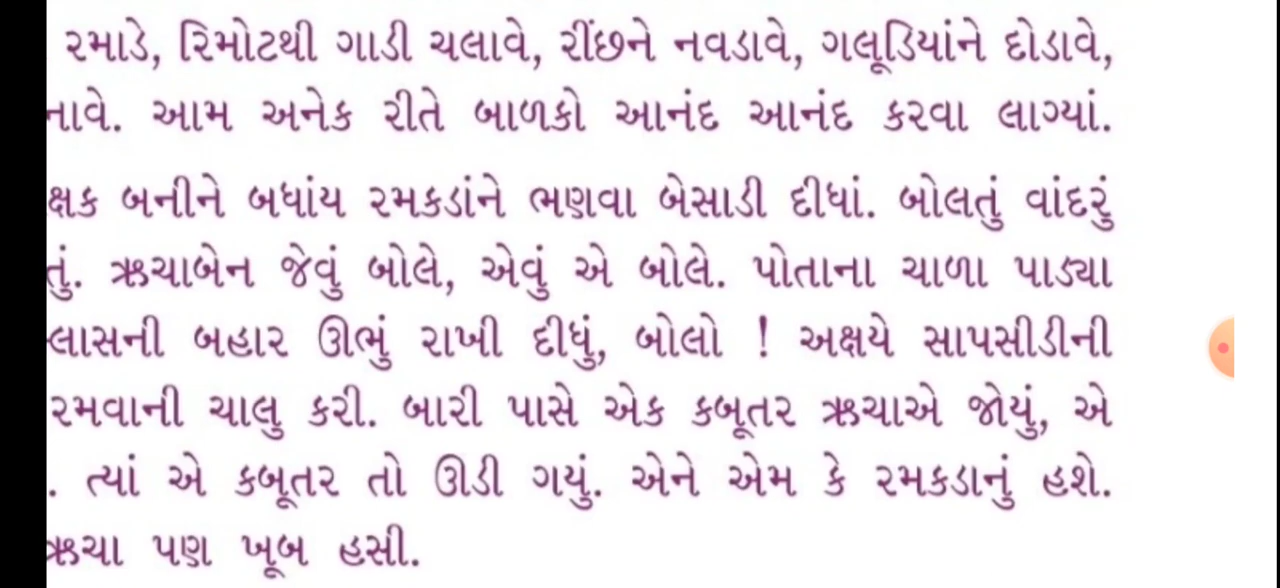 રમાડે, રિમોટથી ગાડી ચલાવે, રીંછને નવડાવે, ગલૂડિયાંને દોડાવે,
નાવે. આમ અનેક રીતે બાળકો આનંદ આનંદ કરવા લાગ્યાં.
ક્ષક બનીને બધાંય રમકડાંને ભણવા બેસાડી દીધાં. બોલતું વાંદરું
તું. ઋચાબેન જેવું બોલે, એવું એ બોલે. પોતાના ચાળા પાડ્યા
લાસની બહાર ઊભું રાખી દીધું, બોલો ! અક્ષયે સાપસીડીની
રમવાની ચાલુ કરી. બારી પાસે એક કબૂતર ઋચાએ જોયું, એ
. ત્યાં એ કબૂતર તો ઊડી ગયું. એને એમ કે રમકડાનું હશે.
ઋચા પણ ખૂબ હસી.